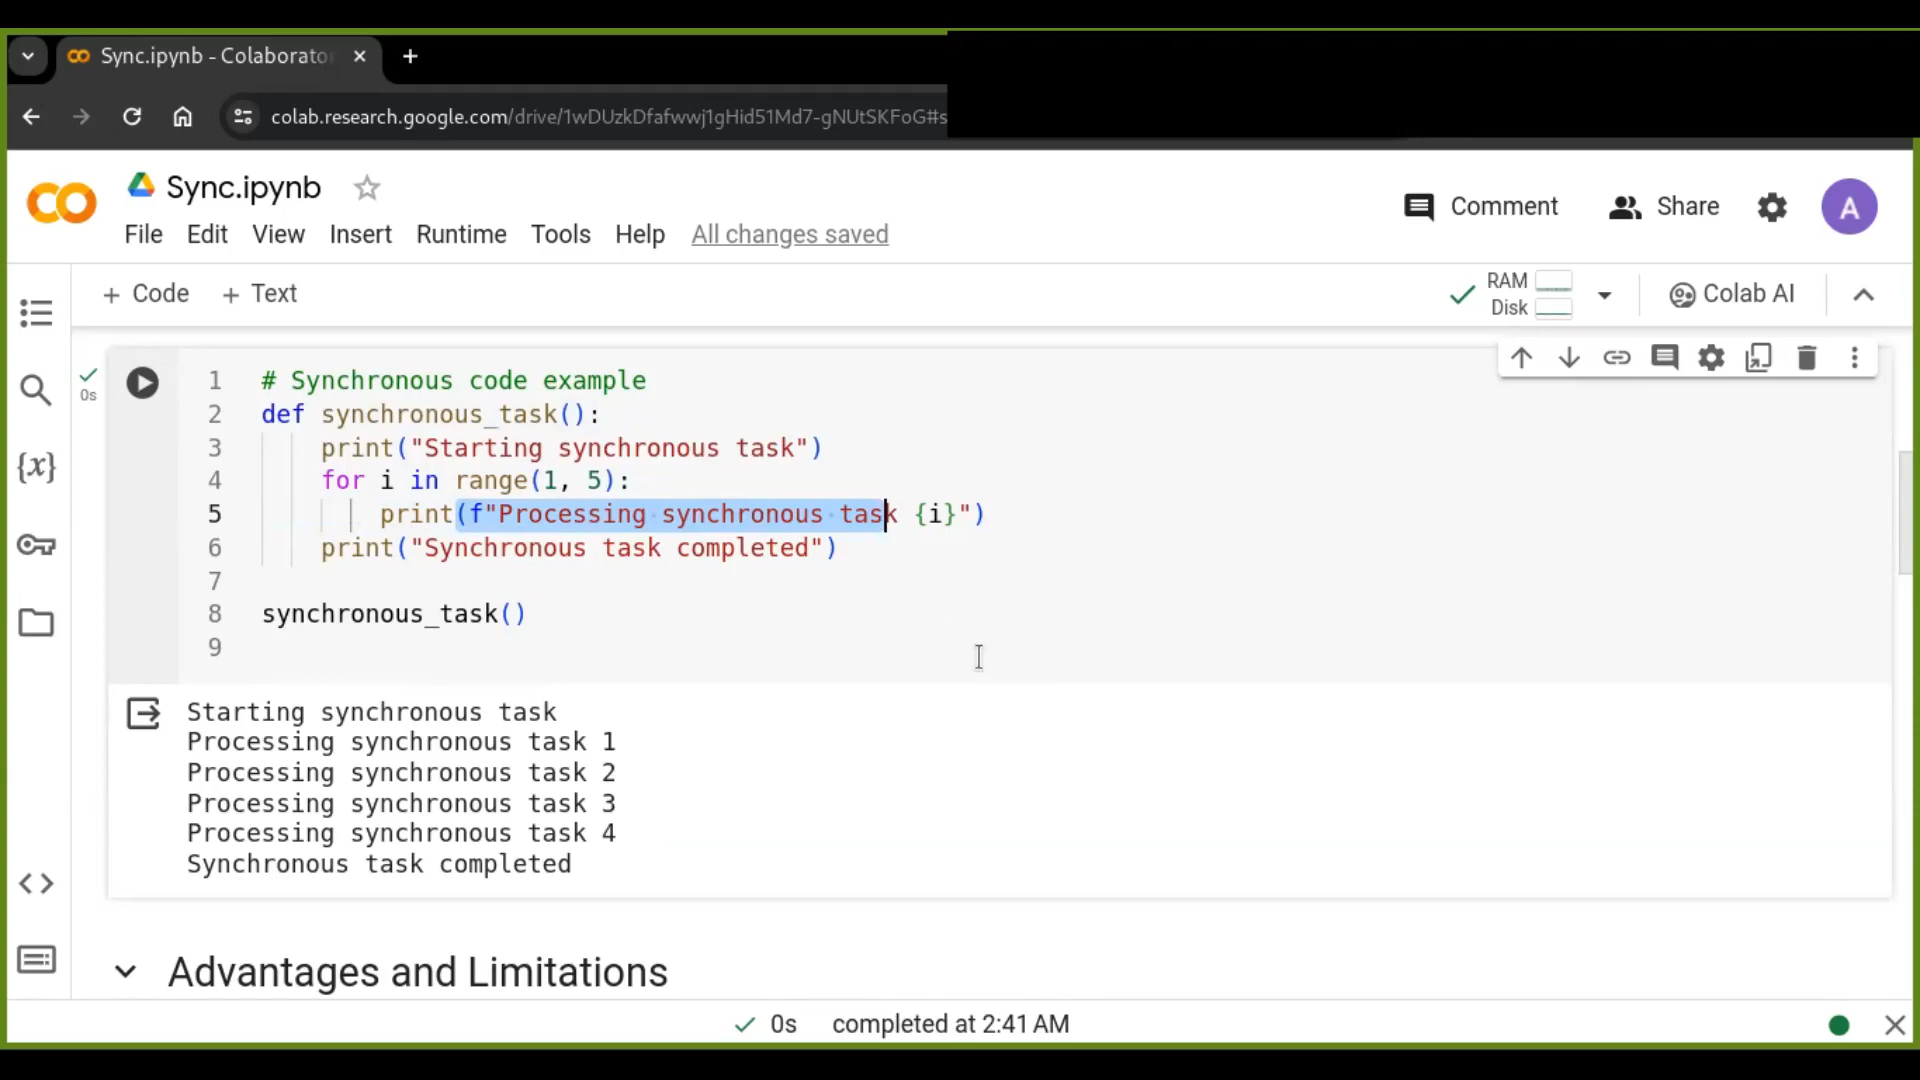 Sync.ipynb - Colaborato
colab.research.google.com/drive/1wDUzkDfafwwj1gHid51Md7-gNUtSKFoG#s
Sync.ipynb
File Edit View Insert Runtime Tools Help All changes saved
Comment Share A
+ Code + Text
RAM
Disk
Colab AI
0s
1 # Synchronous code example
2 def synchronous_task():
3 print("Starting synchronous task")
4 for i in range(1, 5):
5 print(f"Processing synchronous task {i}")
6 print("Synchronous task completed")
7
8 synchronous_task()
9
{x}
Starting synchronous task
Processing synchronous task 1
Processing synchronous task 2
Processing synchronous task 3
Processing synchronous task 4
Synchronous task completed
Advantages and Limitations
0s completed at 2:41 AM